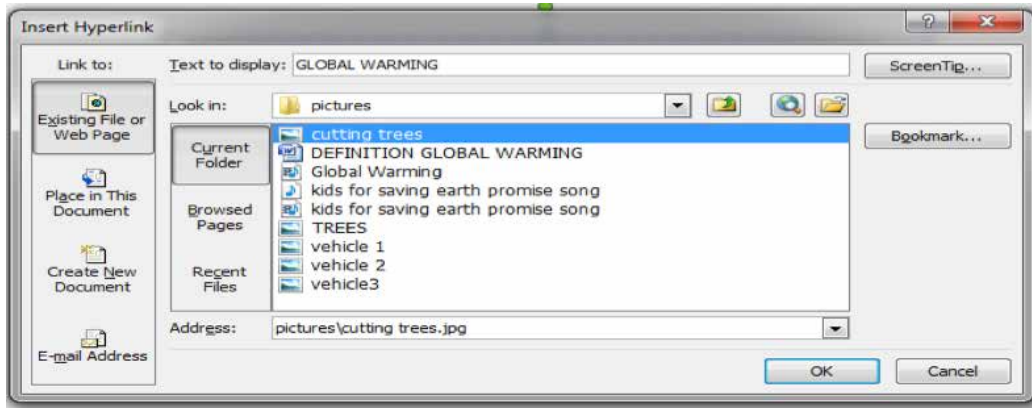 Insert Hyperlink
Link to:
Text to display: GLOBAL WARMING
ScreenTip...
Existing File or
Web Page
Look in: pictures
Bookmark...
Current
Folder
cutting trees
DEFINITION GLOBAL WARMING
Global Warming
kids for saving earth promise song
kids for saving earth promise song
TREES
vehicle 1
vehicle 2
vehicle3
Place in This
Document
Browsed
Pages
Create New
Document
Recent
Files
E-mail Address
Address: pictures\cutting trees.jpg
OK
Cancel